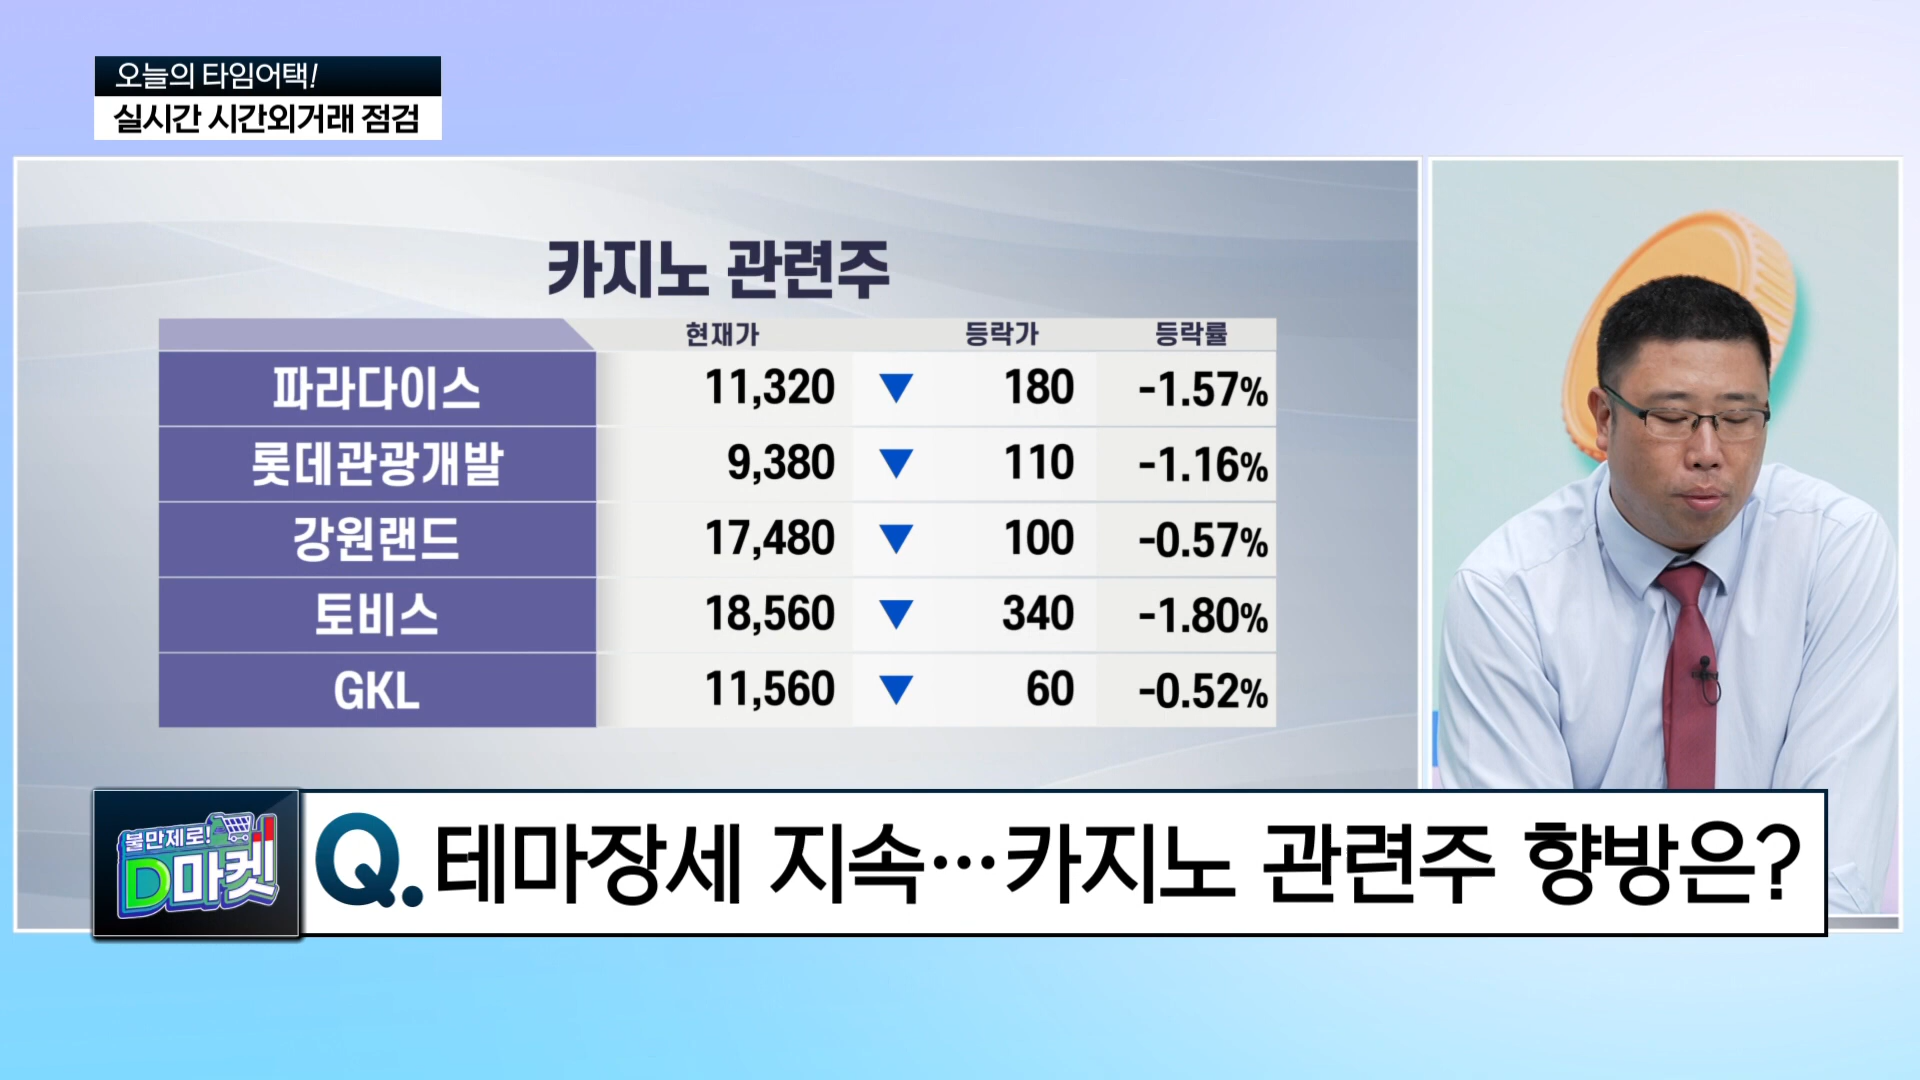 오늘의 타임어택!
실시간 시간외거래 점검
카지노 관련주
현재가 등락가 등락률
파라다이스 11,320 ▼ 180 -1.57%
롯데관광개발 9,380 ▼ 110 -1.16%
강원랜드 17,480 ▼ 100 -0.57%
토비스 18,560 ▼ 340 -1.80%
GKL 11,560 ▼ 60 -0.52%
불만제로!
D마켓
Q. 테마장세 지속…카지노 관련주 향방은?